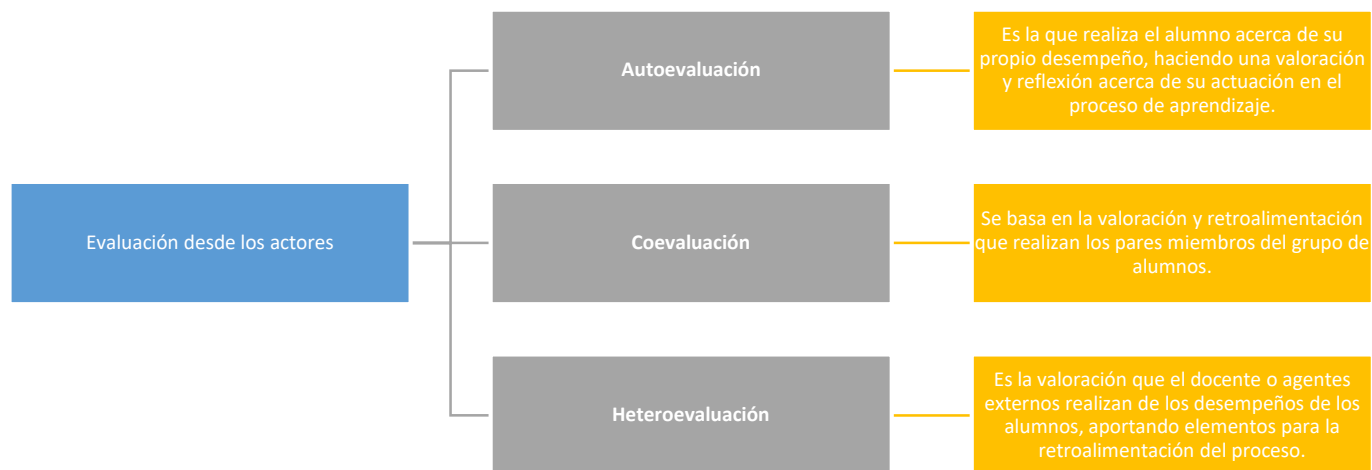 Evaluación desde los actores
Autoevaluación
Es la que realiza el alumno acerca de su
propio desempeño, haciendo una valoración
y reflexión acerca de su actuación en el
proceso de aprendizaje.
Coevaluación
Se basa en la valoración y retroalimentación
que realizan los pares miembros del grupo de
alumnos.
Heteroevaluación
Es la valoración que el docente o agentes
externos realizan de los desempeños de los
alumnos, aportando elementos para la
retroalimentación del proceso.